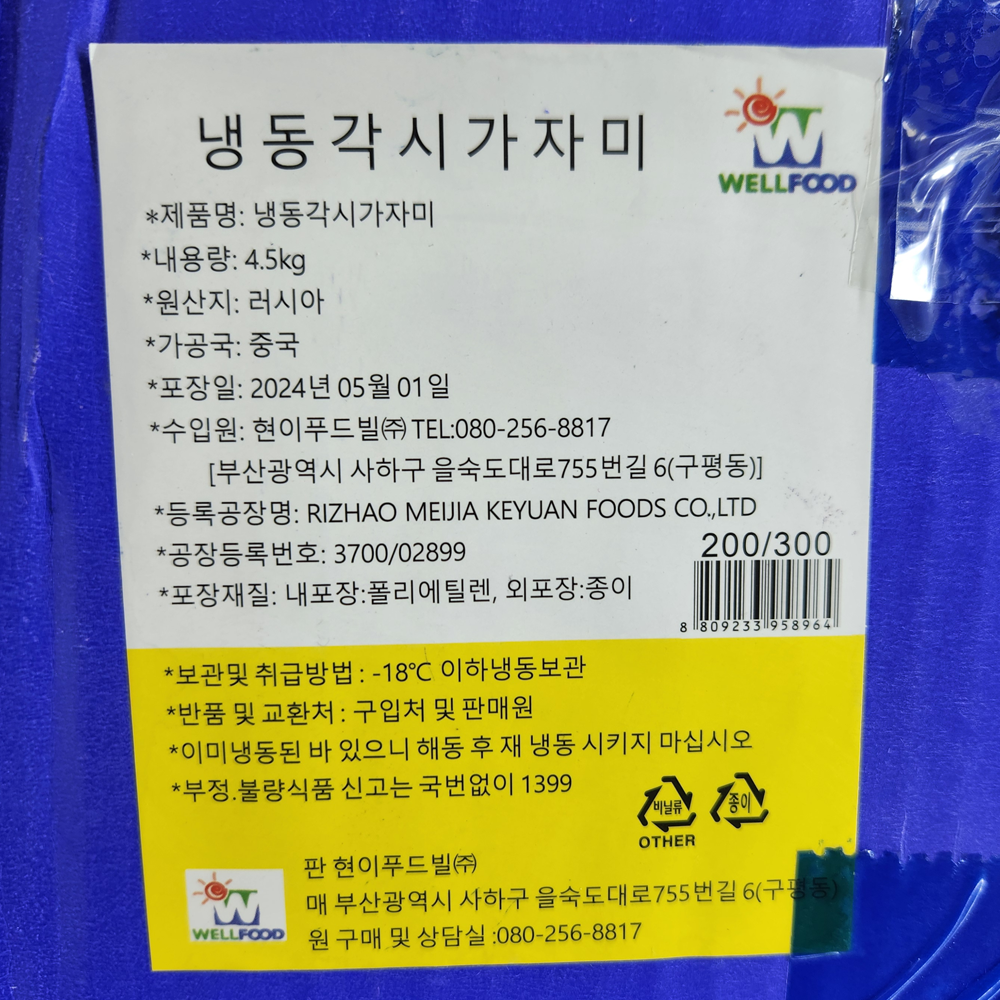 냉동각시가자미
WELLFOOD
*제품명: 냉동각시가자미
*내용량: 4.5kg
*원산지: 러시아
*가공국: 중국
*포장일: 2024년 05월 01일
*수입원: 현이푸드빌㈜ TEL:080-256-8817
[부산광역시 사하구 을숙도대로755번길 6(구평동)]
*등록공장명: RIZHAO MEIJIA KEYUAN FOODS CO.,LTD
*공장등록번호: 3700/02899
200/300
*포장재질: 내포장:폴리에틸렌, 외포장:종이
8 809233 958964
*보관및 취급방법 : -18℃ 이하냉동보관
*반품 및 교환처 : 구입처 및 판매원
*이미냉동된 바 있으니 해동 후 재 냉동 시키지 마십시오
*부정.불량식품 신고는 국번없이 1399
비닐류
종이
OTHER
판 현이푸드빌㈜
매 부산광역시 사하구 을숙도대로755번길 6(구평동)
원 구매 및 상담실 :080-256-8817
WELLFOOD